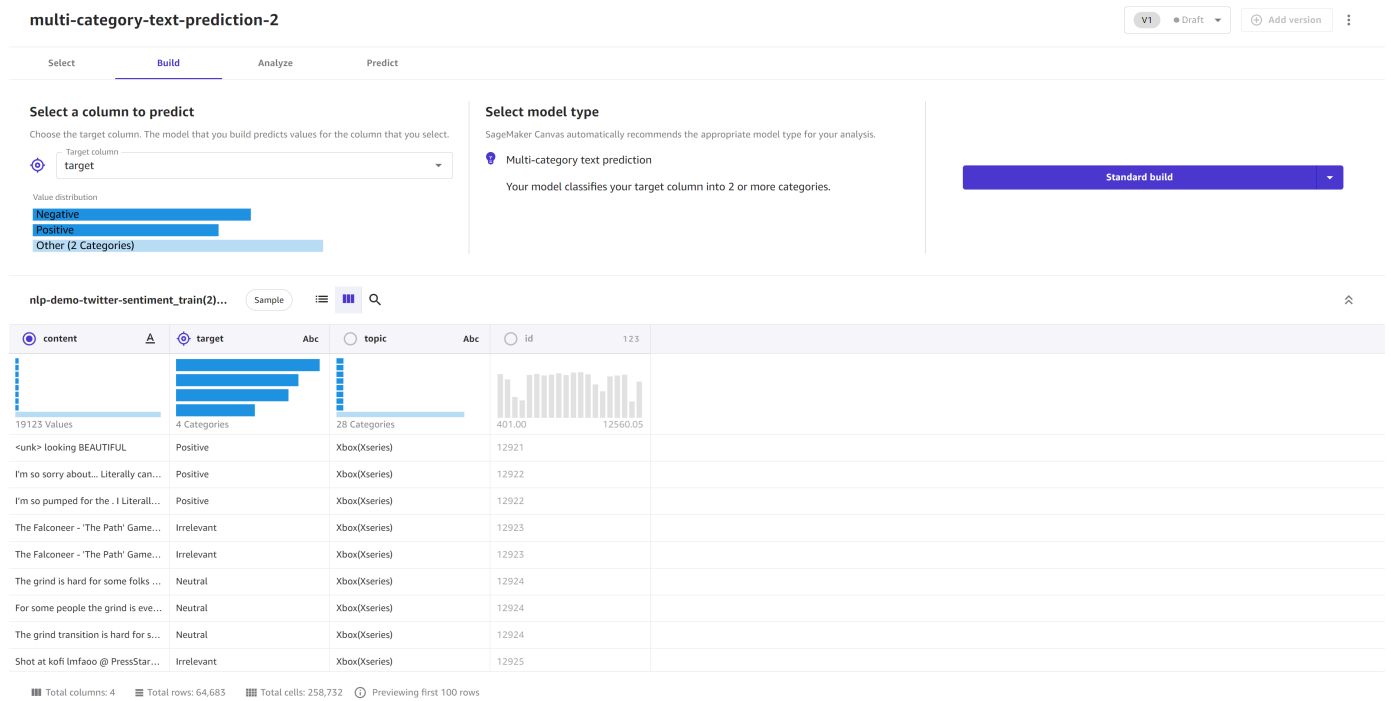 multi-category-text-prediction-2
V1 Draft Add version
Select Build Analyze Predict
Select a column to predict
Choose the target column. The model that you build predicts values for the column that you select.
Target column
target
Value distribution
Negative
Positive
Other (2 Categories)
Select model type
SageMaker Canvas automatically recommends the appropriate model type for your analysis.
Multi-category text prediction
Your model classifies your target column into 2 or more categories.
Standard build
nlp-demo-twitter-sentiment_train(2)... Sample
content A target Abc topic Abc id 123
19123 Values 4 Categories 28 Categories 401.00 12560.05
<unk> looking BEAUTIFUL Positive Xbox(Xseries) 12921
I'm so sorry about... Literally can... Positive Xbox(Xseries) 12922
I'm so pumped for the . I Literall... Positive Xbox(Xseries) 12922
The Falconeer - 'The Path' Game... Irrelevant Xbox(Xseries) 12923
The Falconeer - 'The Path' Game... Irrelevant Xbox(Xseries) 12923
The grind is hard for some folks ... Neutral Xbox(Xseries) 12924
For some people the grind is eve... Neutral Xbox(Xseries) 12924
The grind transition is hard for s... Neutral Xbox(Xseries) 12924
Shot at kofi lmfaoo @ PressStar... Irrelevant Xbox(Xseries) 12925
Total columns: 4 Total rows: 64,683 Total cells: 258,732 Previewing first 100 rows